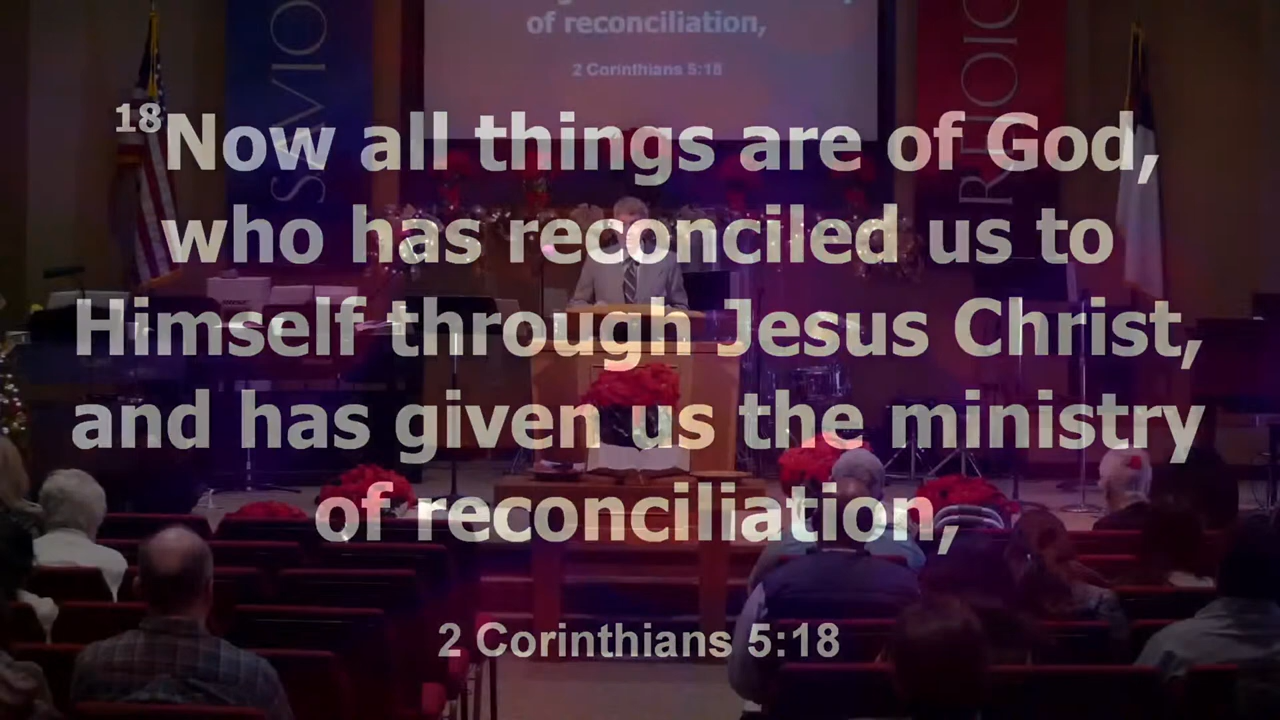 of reconciliation,
2 Corinthians 5:18
18Now all things are of God,
who has reconciled us to
Himself through Jesus Christ,
and has given us the ministry
of reconciliation,
2 Corinthians 5:18